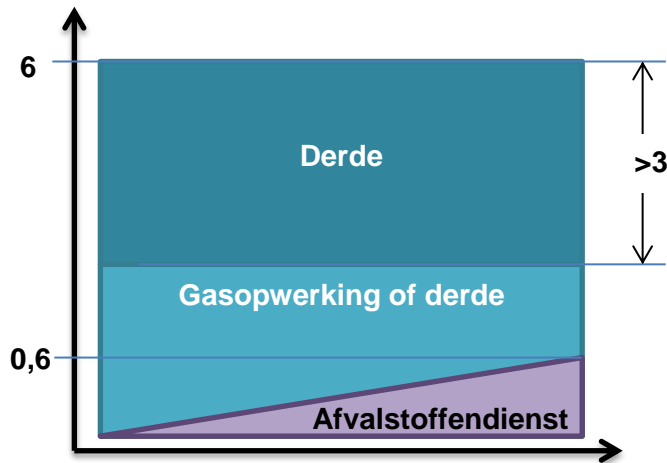 6
Derde
>3
Gasopwerking of derde
0,6
Afvalstoffendienst